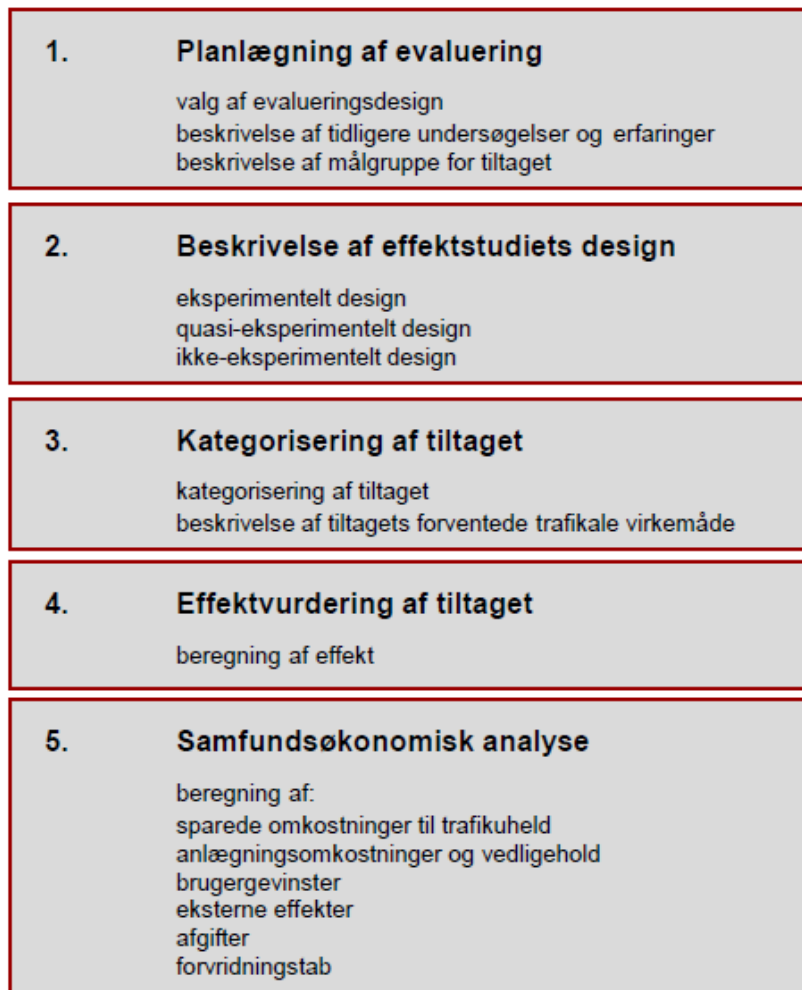 1. Planlægning af evaluering
valg af evalueringsdesign
beskrivelse af tidligere undersøgelser og erfaringer
beskrivelse af målgruppe for tiltaget
2. Beskrivelse af effektstudiets design
eksperimentelt design
quasi-eksperimentelt design
ikke-eksperimentelt design
3. Kategorisering af tiltaget
kategorisering af tiltaget
beskrivelse af tiltagets forventede trafikale virkemåde
4. Effektvurdering af tiltaget
beregning af effekt
5. Samfundsøkonomisk analyse
beregning af:
sparede omkostninger til trafikuheld
anlægningsomkostninger og vedligehold
brugergevinster
eksterne effekter
afgifter
forvridningstab